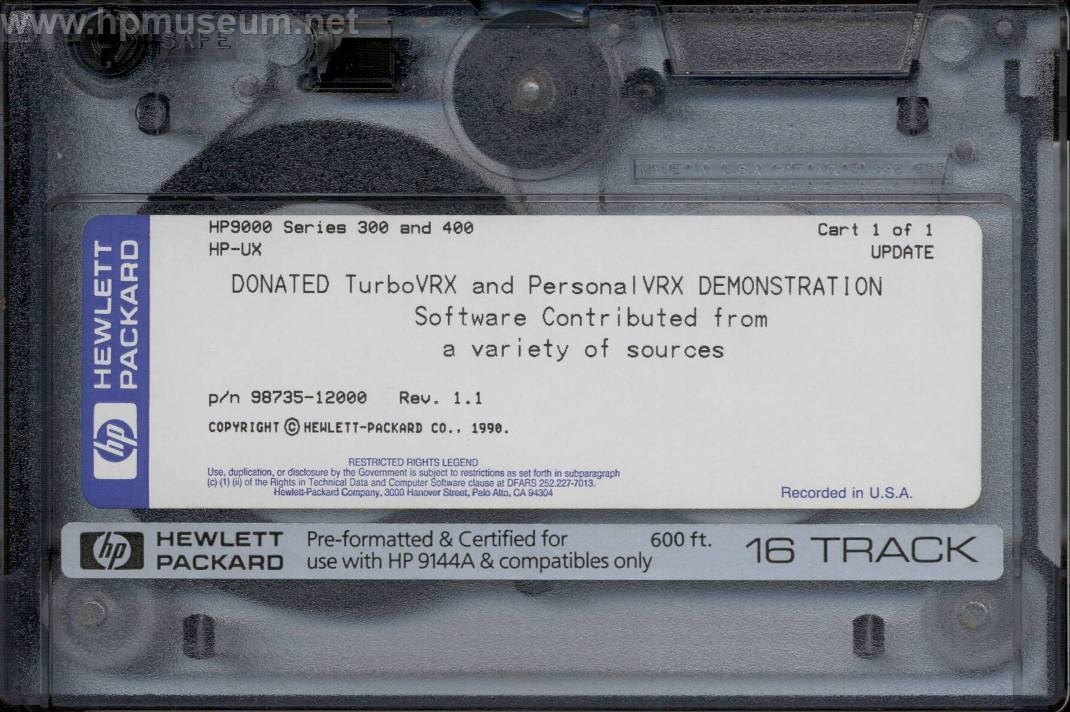 www.hpmuseum.net
SAFE
HP9000 Series 300 and 400
Cart 1 of 1
HP-UX
UPDATE
DONATED TurboVRX and PersonalVRX DEMONSTRATION
Software Contributed from
a variety of sources
HEWLETT
PACKARD
hp
p/n 98735-12000 Rev. 1.1
COPYRIGHT © HEWLETT-PACKARD CO., 1990.
RESTRICTED RIGHTS LEGEND
Use, duplication, or disclosure by the Government is subject to restrictions as set forth in subparagraph
(c) (1) (ii) of the Rights in Technical Data and Computer Software clause at DFARS 252.227-7013.
Hewlett-Packard Company, 3000 Hanover Street, Palo Alto, CA 94304
Recorded in U.S.A.
hp HEWLETT
PACKARD
Pre-formatted & Certified for
use with HP 9144A & compatibles only
600 ft.
16 TRACK